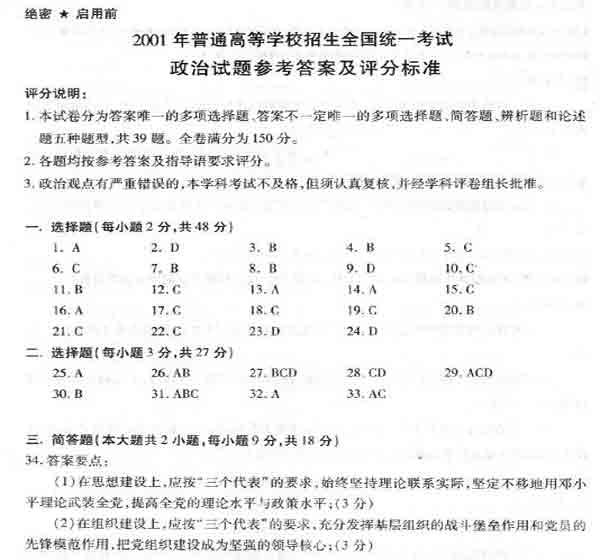 绝密 ★ 启用前
2001 年普通高等学校招生全国统一考试
政治试题参考答案及评分标准
评分说明:
1. 本试卷分为答案唯一的多项选择题、答案不一定唯一的多项选择题、简答题、辨析题和论述
题五种题型,共 39 题。全卷满分为 150 分。
2. 各题均按参考答案及指导语要求评分。
3. 政治观点有严重错误的,本学科考试不及格,但须认真复核,并经学科评卷组长批准。
一. 选择题(每小题 2 分,共 48 分)
1. A 2. D 3. B 4. B 5. C
6. C 7. B 8. B 9. D 10. C
11. B 12. C 13. A 14. A 15. C
16. A 17. C 18. C 19. C 20. B
21. C 22. C 23. D 24. D
二. 选择题(每小题 3 分,共 27 分)
25. A 26. AB 27. BCD 28. CD 29. ACD
30. B 31. ABC 32. A 33. AC
三. 简答题(本大题共 2 小题,每小题 9 分,共 18 分)
34. 答案要点:
(1)在思想建设上,应按“三个代表”的要求,始终坚持理论联系实际,坚定不移地用邓小
平理论武装全党,提高全党的理论水平与政策水平;(3 分)
(2)在组织建设上,应按“三个代表”的要求,充分发挥基层组织的战斗堡垒作用和党员的
先锋模范作用,把党组织建设成为坚强的领导核心;(3 分)